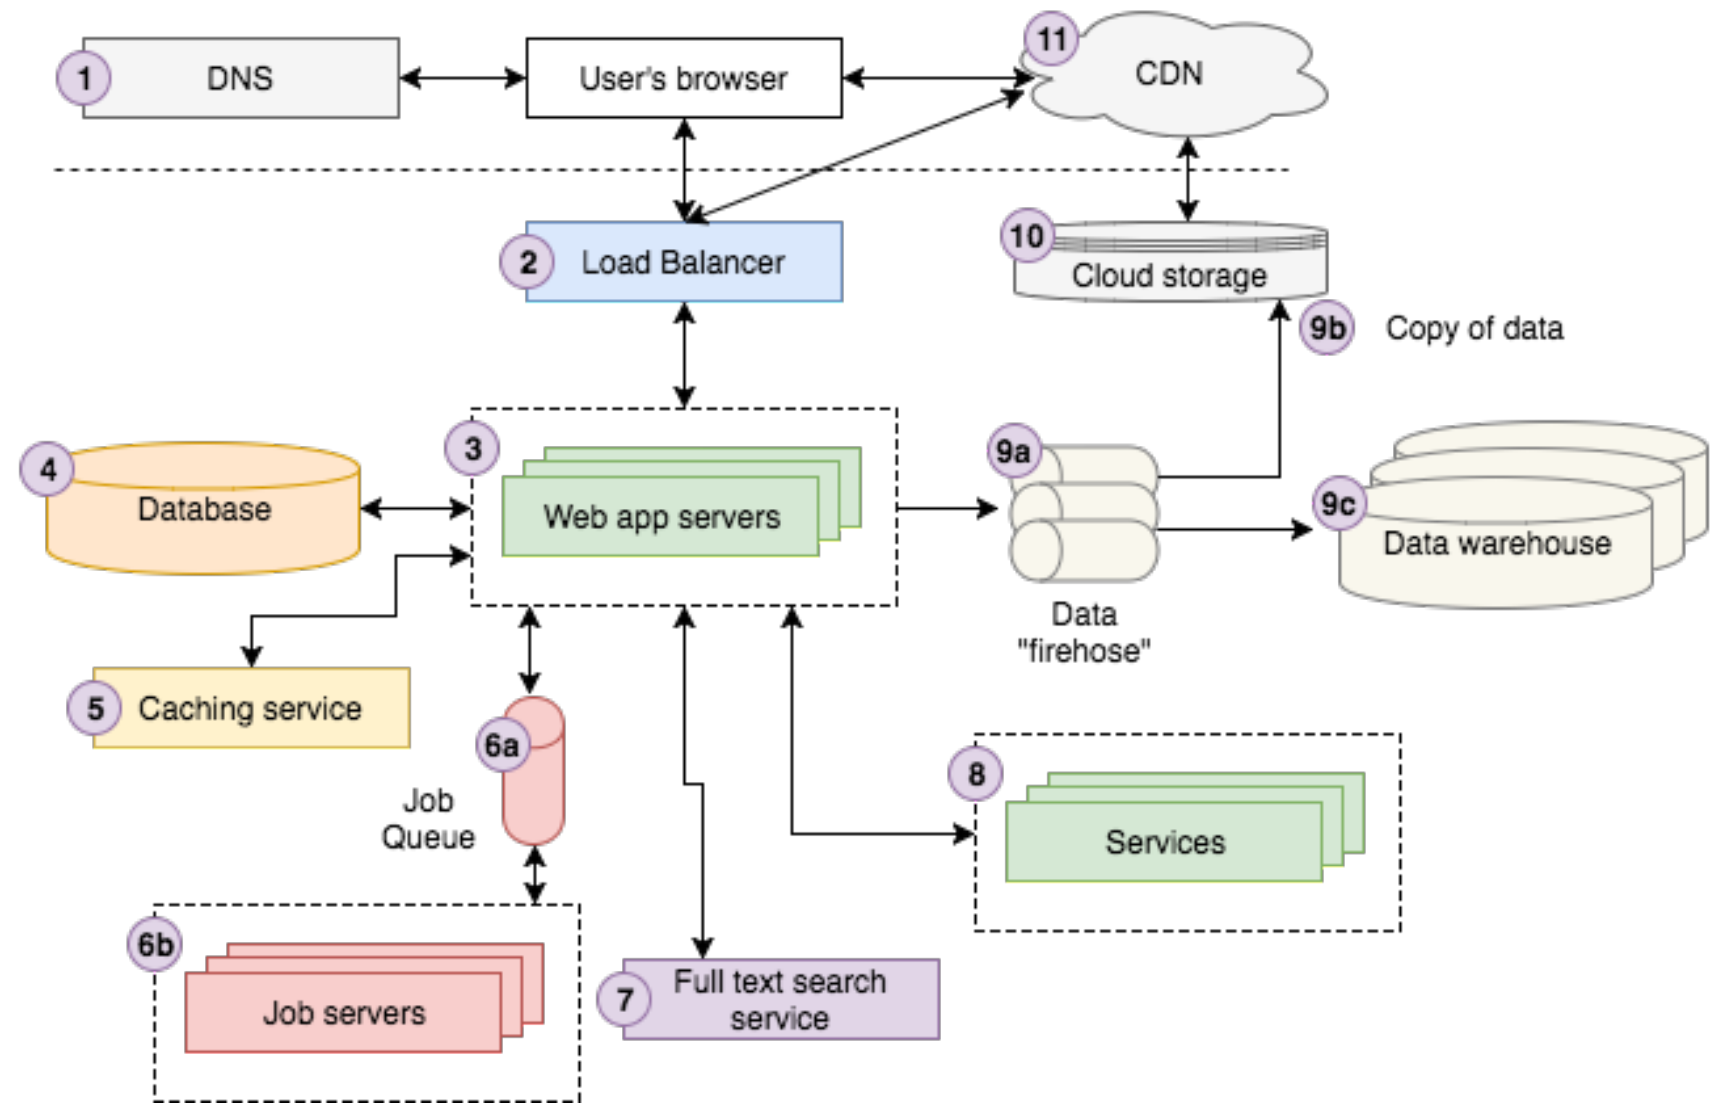 1
DNS
User's browser
11
CDN
2
Load Balancer
10
Cloud storage
9b
Copy of data
3
Web app servers
4
Database
9a
Data
"firehose"
9c
Data warehouse
5
Caching service
6a
Job
Queue
8
Services
6b
Job servers
7
Full text search
service